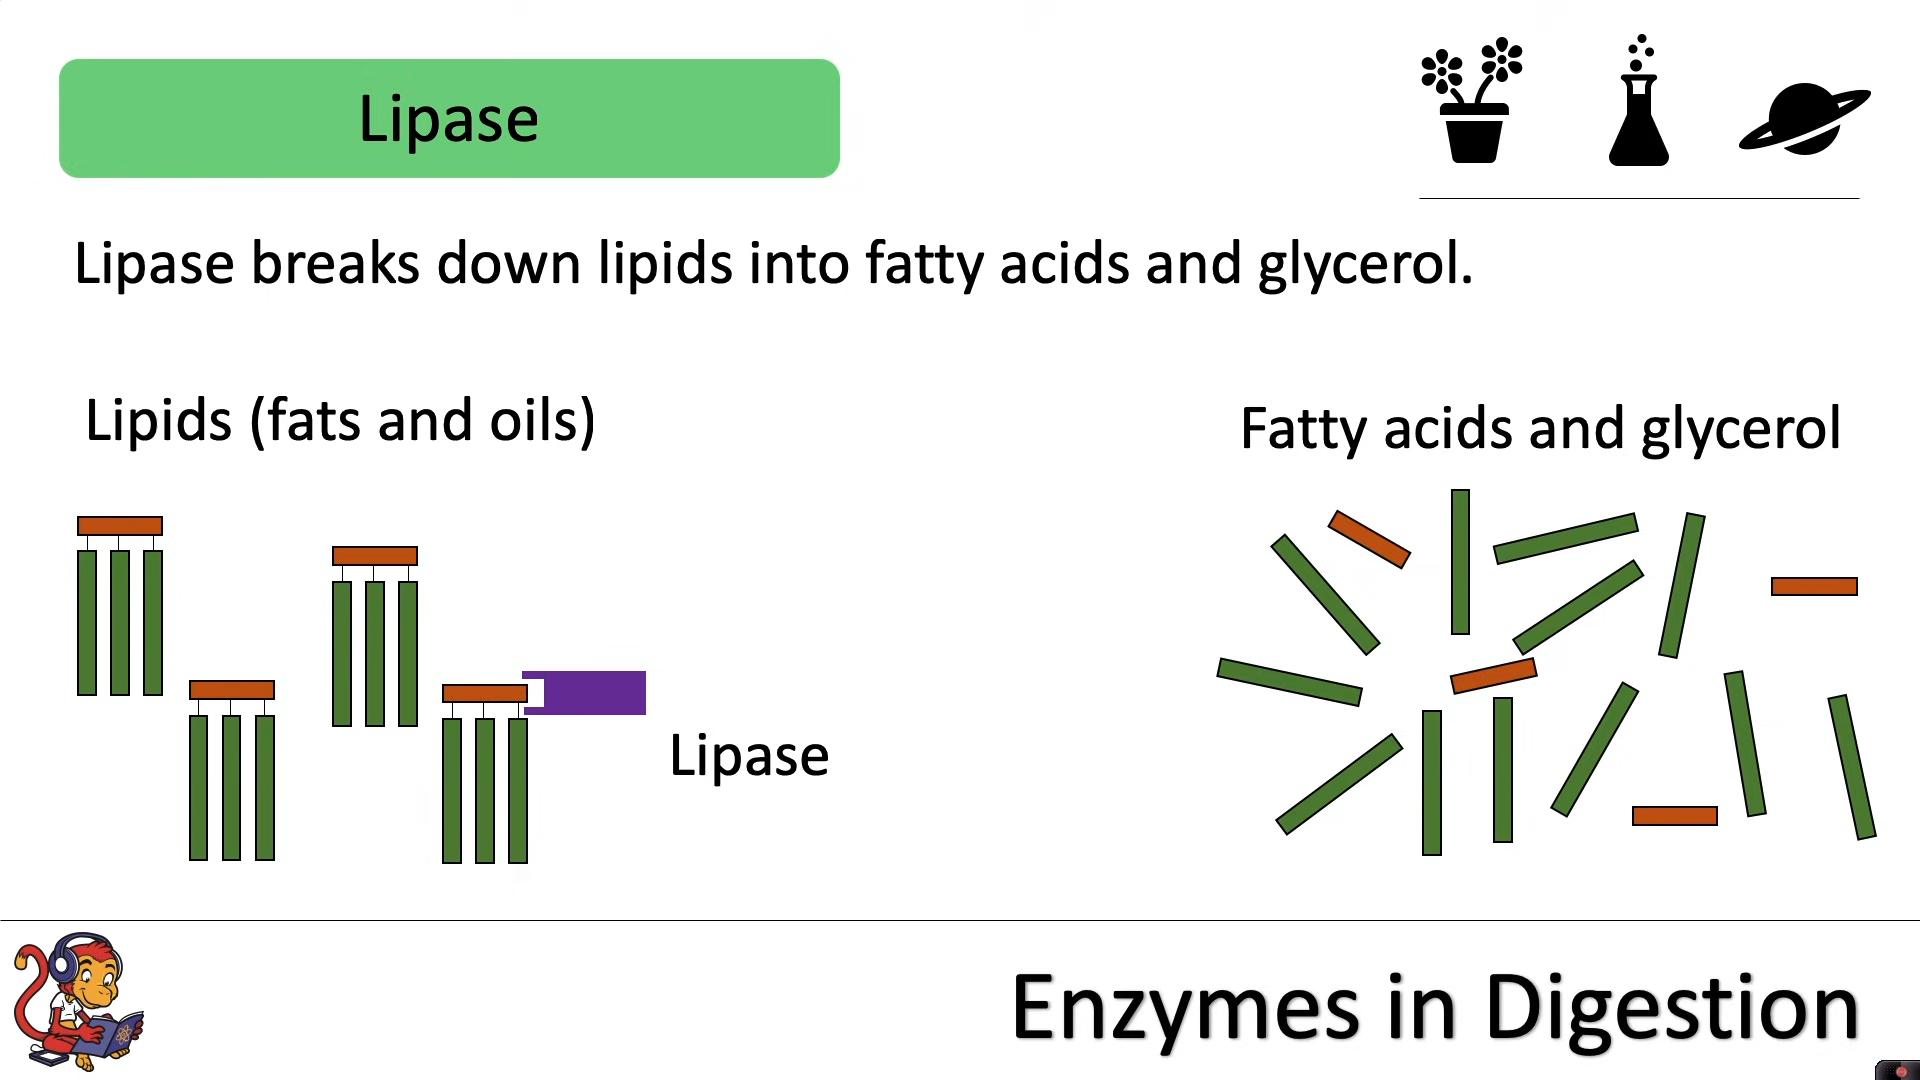 Lipase
Lipase breaks down lipids into fatty acids and glycerol.
Lipids (fats and oils)
Fatty acids and glycerol
Lipase
Enzymes in Digestion